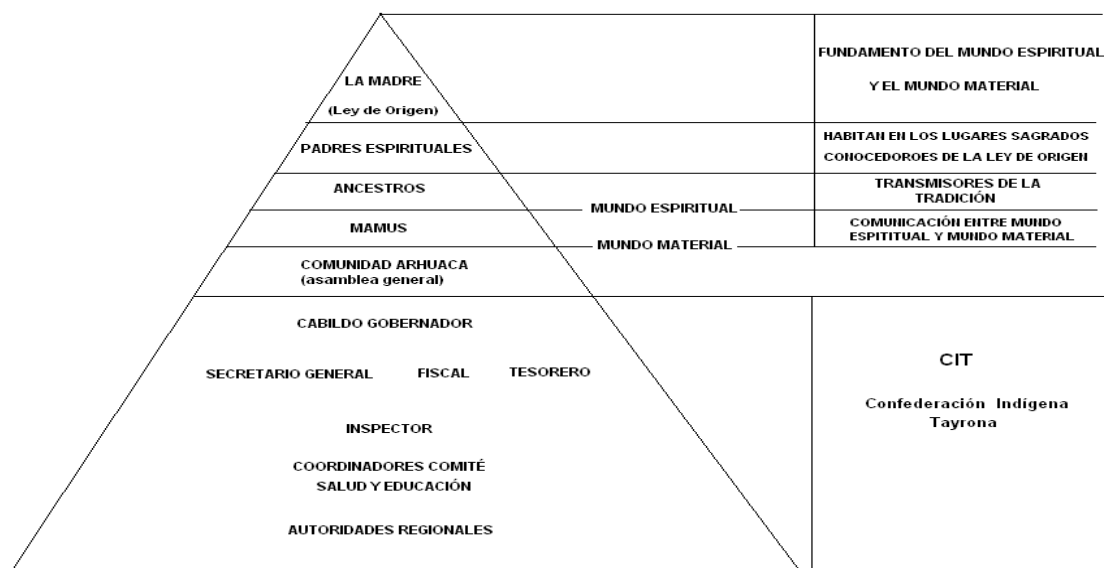 LA MADRE
(Ley de Origen)
FUNDAMENTO DEL MUNDO ESPIRITUAL
Y EL MUNDO MATERIAL
PADRES ESPIRITUALES
HABITAN EN LOS LUGARES SAGRADOS
CONOCEDOROES DE LA LEY DE ORIGEN
ANCESTROS
TRANSMISORES DE LA
TRADICIÓN
MUNDO ESPIRITUAL
MAMUS
COMUNICACIÓN ENTRE MUNDO
ESPITITUAL Y MUNDO MATERIAL
MUNDO MATERIAL
COMUNIDAD ARHUACA
(asamblea general)
CABILDO GOBERNADOR
SECRETARIO GENERAL FISCAL TESORERO
INSPECTOR
COORDINADORES COMITÉ
SALUD Y EDUCACIÓN
AUTORIDADES REGIONALES
CIT
Confederación Indígena
Tayrona